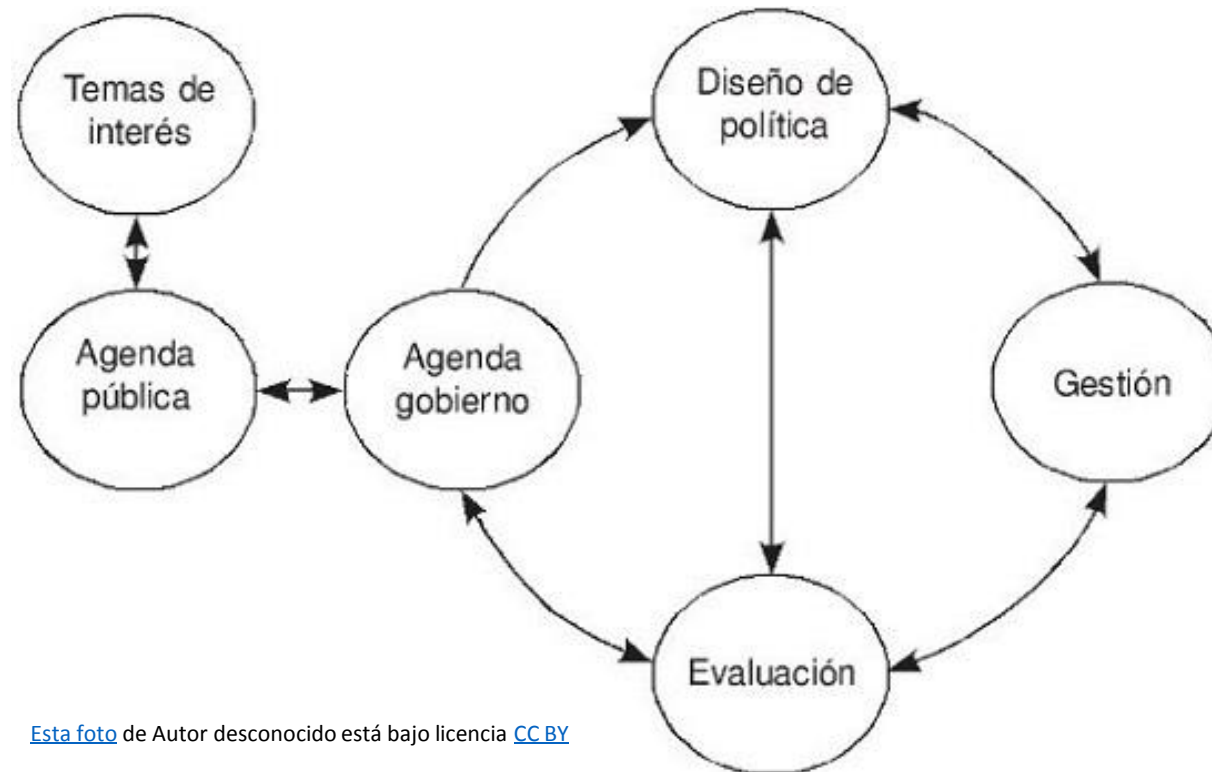 Temas de
interés
Diseño de
política
Agenda
pública
Agenda
gobierno
Gestión
Evaluación
Esta foto de Autor desconocido está bajo licencia CC BY